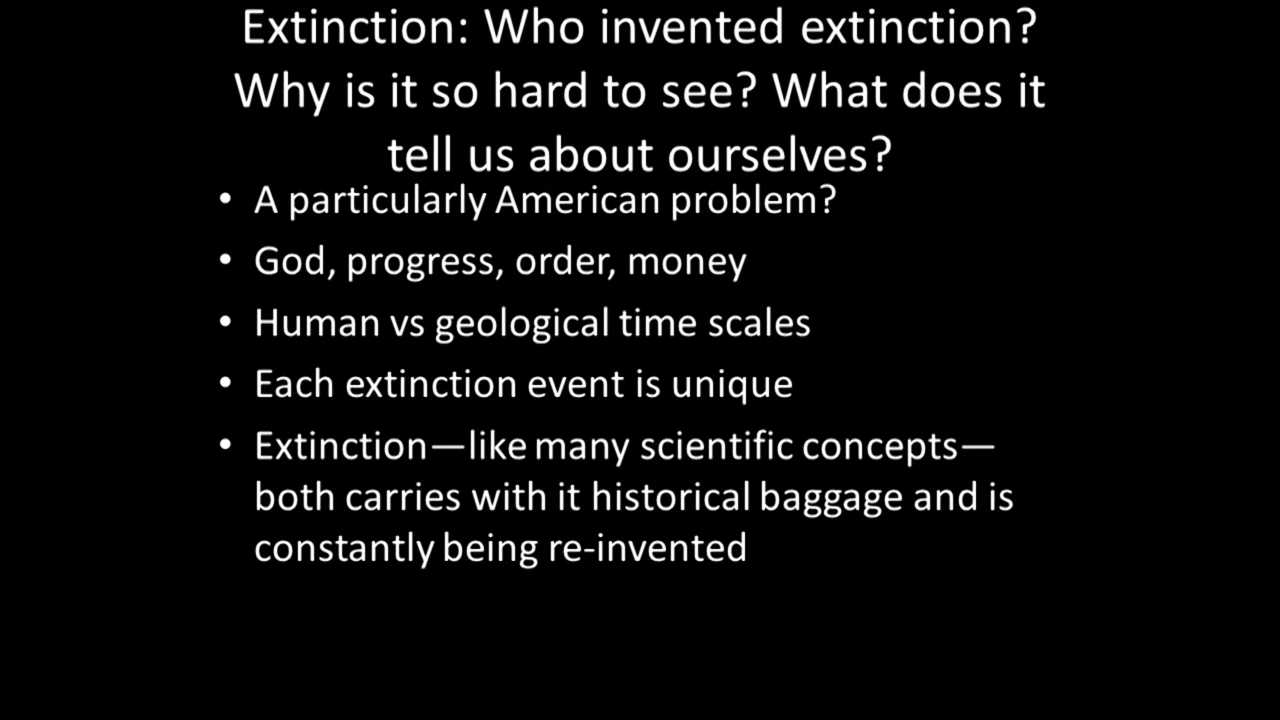 Extinction: Who invented extinction?
Why is it so hard to see? What does it
tell us about ourselves?
• A particularly American problem?
• God, progress, order, money
• Human vs geological time scales
• Each extinction event is unique
• Extinction—like many scientific concepts—
both carries with it historical baggage and is
constantly being re-invented